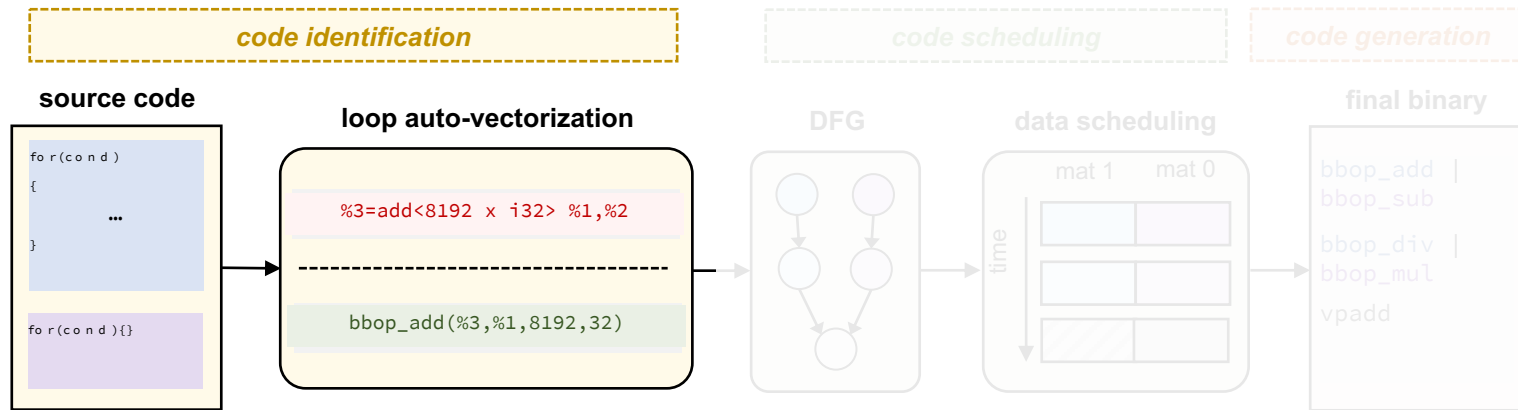 code identification
code scheduling
code generation
source code
loop auto-vectorization
DFG
data scheduling
final binary
for(cond)
{
...
}
for(cond){}
%3=add<8192 x i32> %1,%2
bbop_add(%3,%1,8192,32)
mat 1
mat 0
time
bbop_add |
bbop_sub
bbop_div |
bbop_mul
vpadd